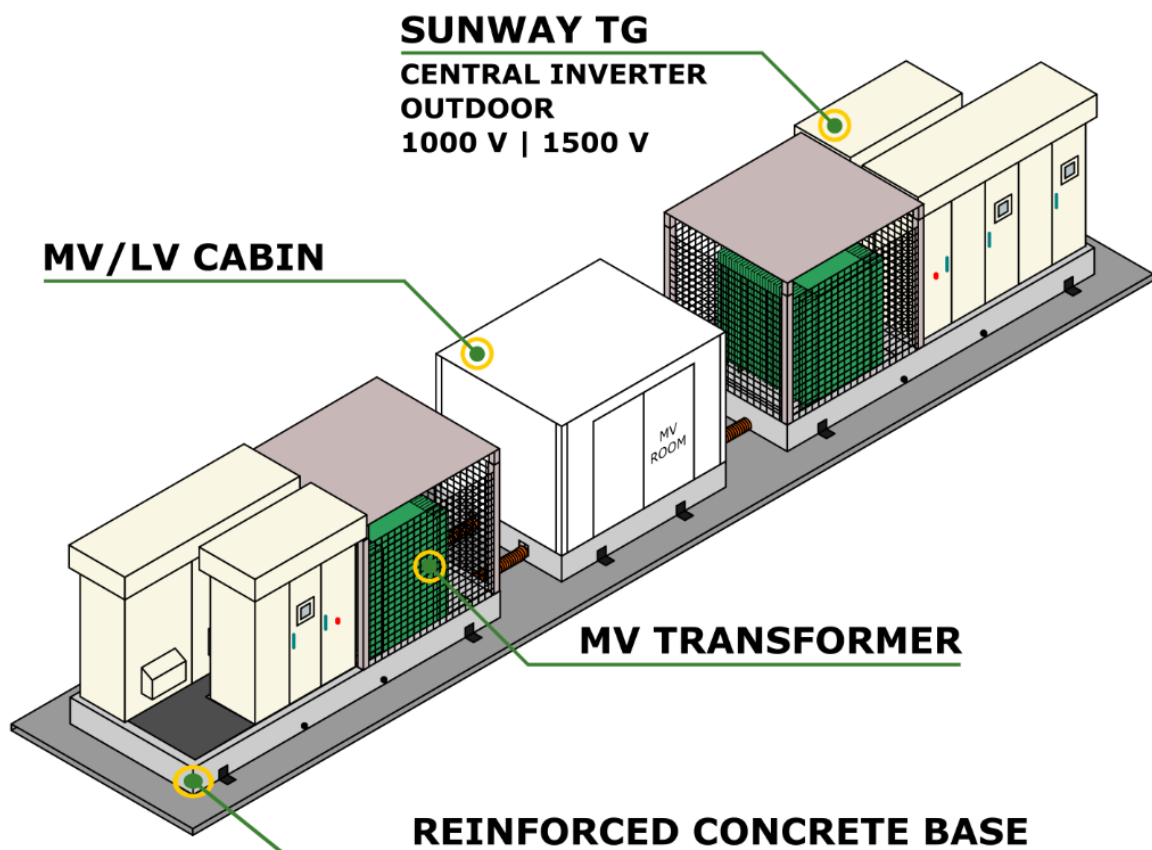 SUNWAY TG
CENTRAL INVERTER
OUTDOOR
1000 V | 1500 V
MV/LV CABIN
MV
ROOM
MV TRANSFORMER
REINFORCED CONCRETE BASE